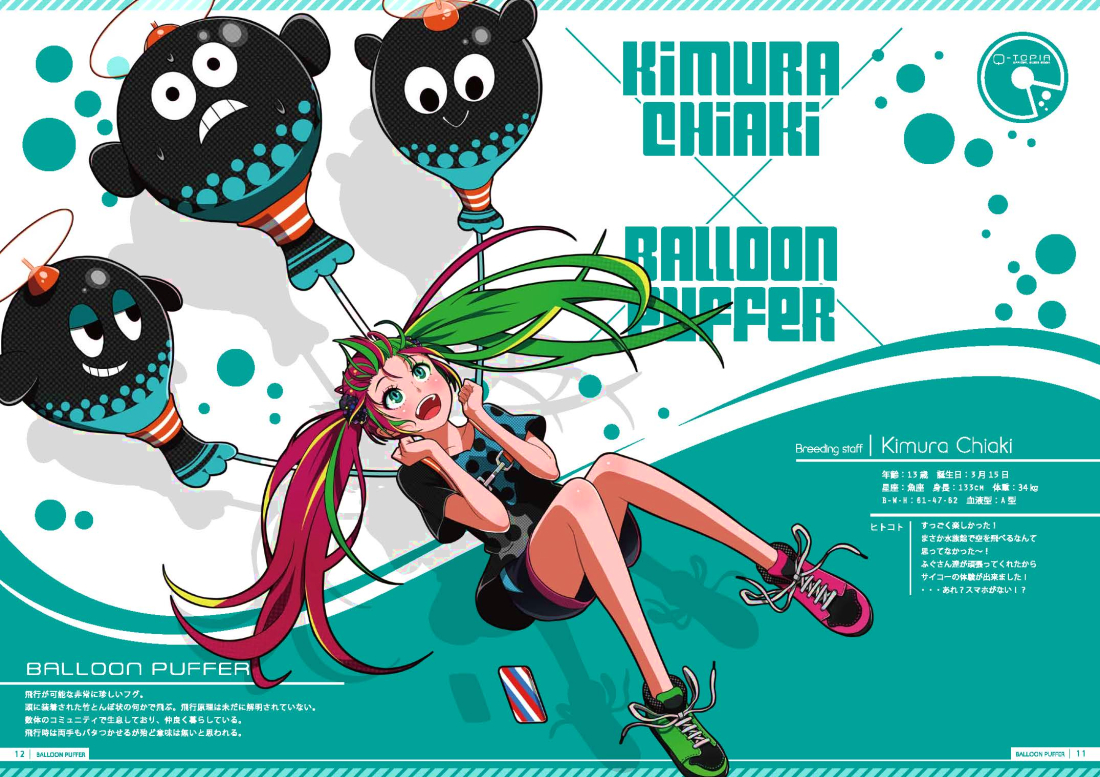 KiMURA
CHiAKi
BALLOON
PUFFER
Q-TOPIA
Breeding staff | Kimura Chiaki
年齢：13歳 誕生日：3月15日
星座：魚座 身長：133cm 体重：34kg
B-W-H：61-47-62 血液型：A型
ヒトコト
すっごく楽しかった！
まさか水族館で空を飛べるなんて
思ってなかった～！
ふぐさん達が頑張ってくれたから
サイコーの体験が出来ました！
・・・あれ？スマホがない！？
BALLOON PUFFER
飛行が可能な非常に珍しいフグ。
頭に装着された竹とんぼ状の何かで飛ぶ。飛行原理は未だに解明されていない。
数体のコミュニティで生息しており、仲良く暮らしている。
飛行時は両手もバタつかせるが殆ど意味は無いと思われる。
12 | BALLOON PUFFER
BALLOON PUFFER | 11